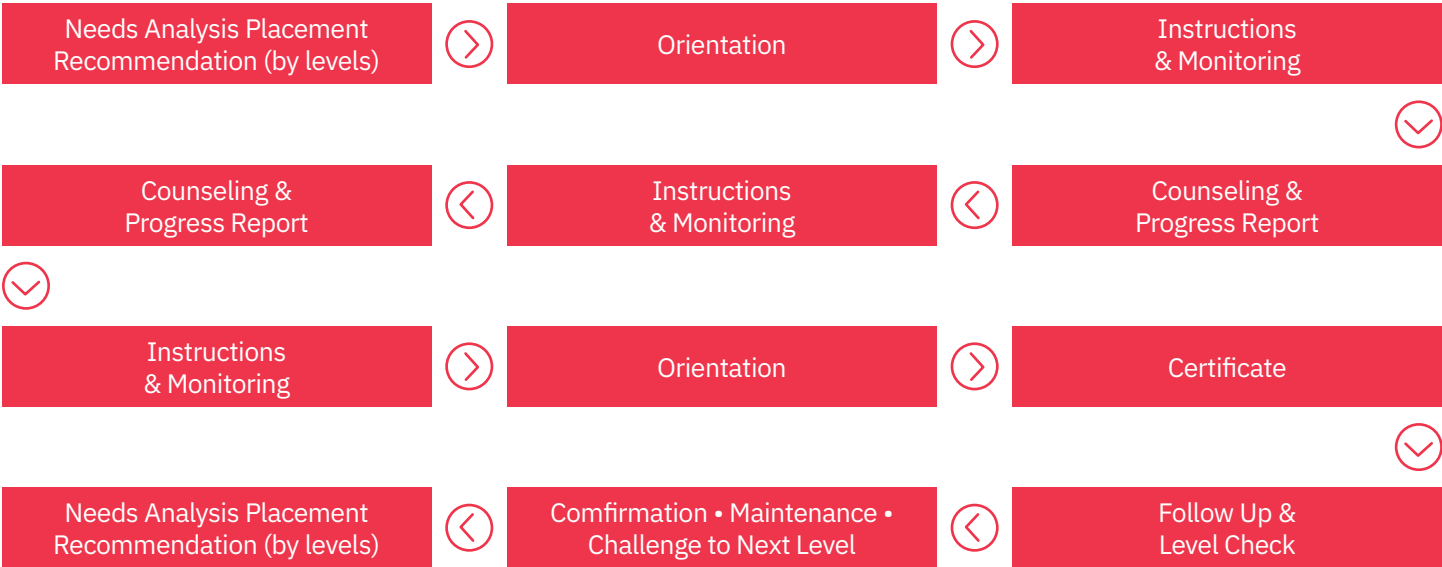 Needs Analysis Placement
Recommendation (by levels)
Orientation
Instructions
& Monitoring
Counseling &
Progress Report
Instructions
& Monitoring
Counseling &
Progress Report
Instructions
& Monitoring
Orientation
Certificate
Needs Analysis Placement
Recommendation (by levels)
Comfirmation • Maintenance •
Challenge to Next Level
Follow Up &
Level Check